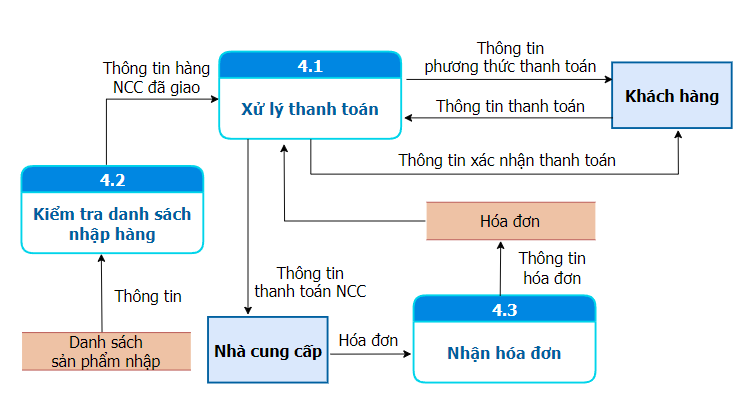 Thông tin
phương thức thanh toán
Thông tin hàng
NCC đã giao
4.1
Xử lý thanh toán
Khách hàng
Thông tin thanh toán
Thông tin xác nhận thanh toán
4.2
Kiểm tra danh sách
nhập hàng
Hóa đơn
Thông tin
hóa đơn
Thông tin
thanh toán NCC
Thông tin
4.3
Nhận hóa đơn
Danh sách
sản phẩm nhập
Nhà cung cấp
Hóa đơn